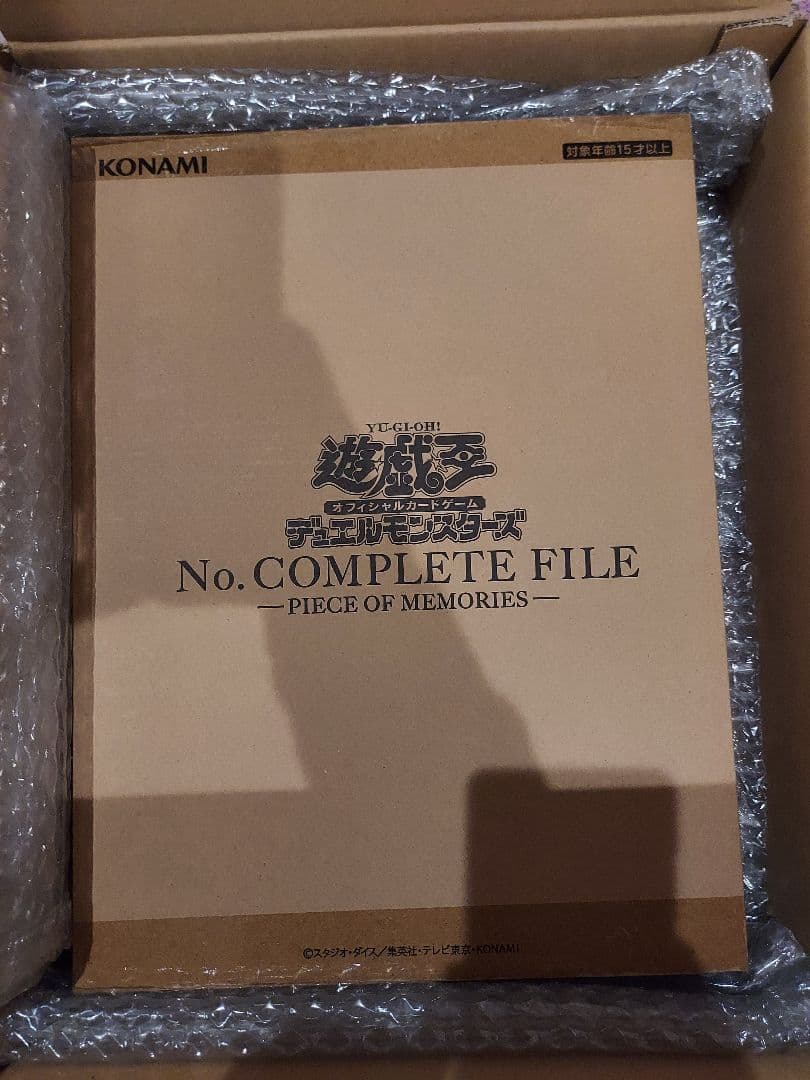 KONAMI
対象年齢15才以上
YU-GI-OH!
遊戯王
オフィシャルカードゲーム
デュエルモンスターズ
No. COMPLETE FILE
—PIECE OF MEMORIES—
©スタジオ・ダイス/集英社・テレビ東京・KONAMI